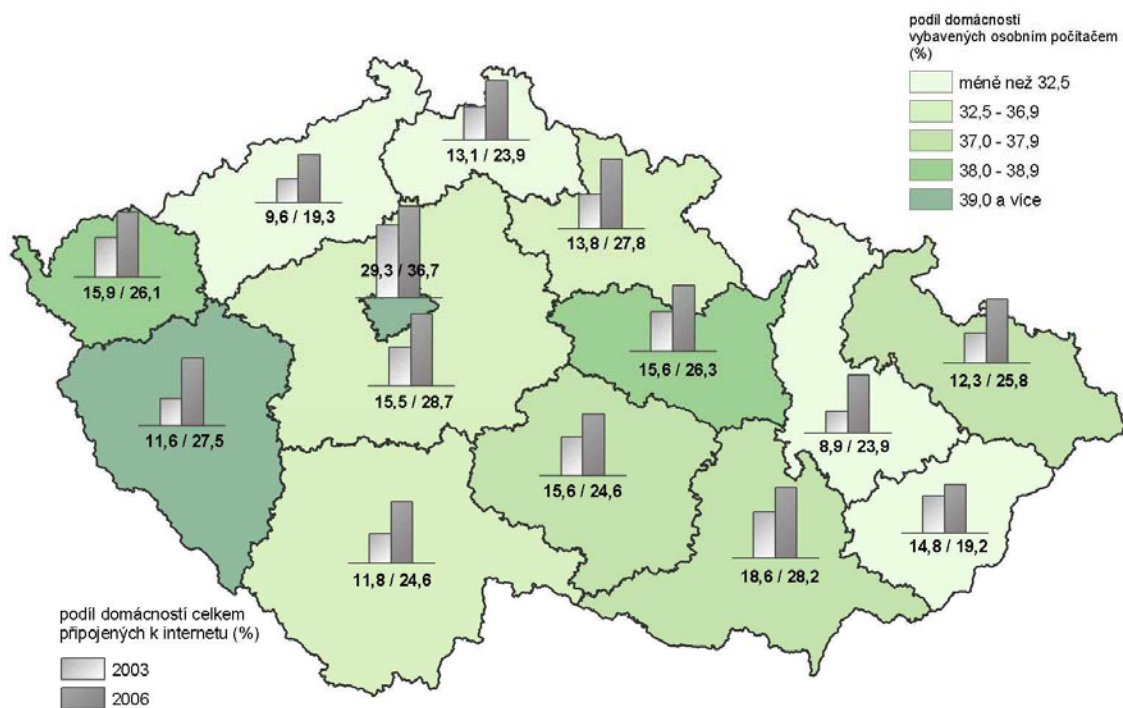 podíl domácností
vybavených osobním počítačem
(%)
méně než 32,5
32,5 - 36,9
37,0 - 37,9
38,0 - 38,9
39,0 a více
13,1 / 23,9
9,6 / 19,3
13,8 / 27,8
29,3 / 36,7
15,9 / 26,1
15,6 / 26,3
12,3 / 25,8
15,5 / 28,7
11,6 / 27,5
8,9 / 23,9
15,6 / 24,6
14,8 / 19,2
11,8 / 24,6
18,6 / 28,2
podíl domácností celkem
připojených k internetu (%)
2003
2006